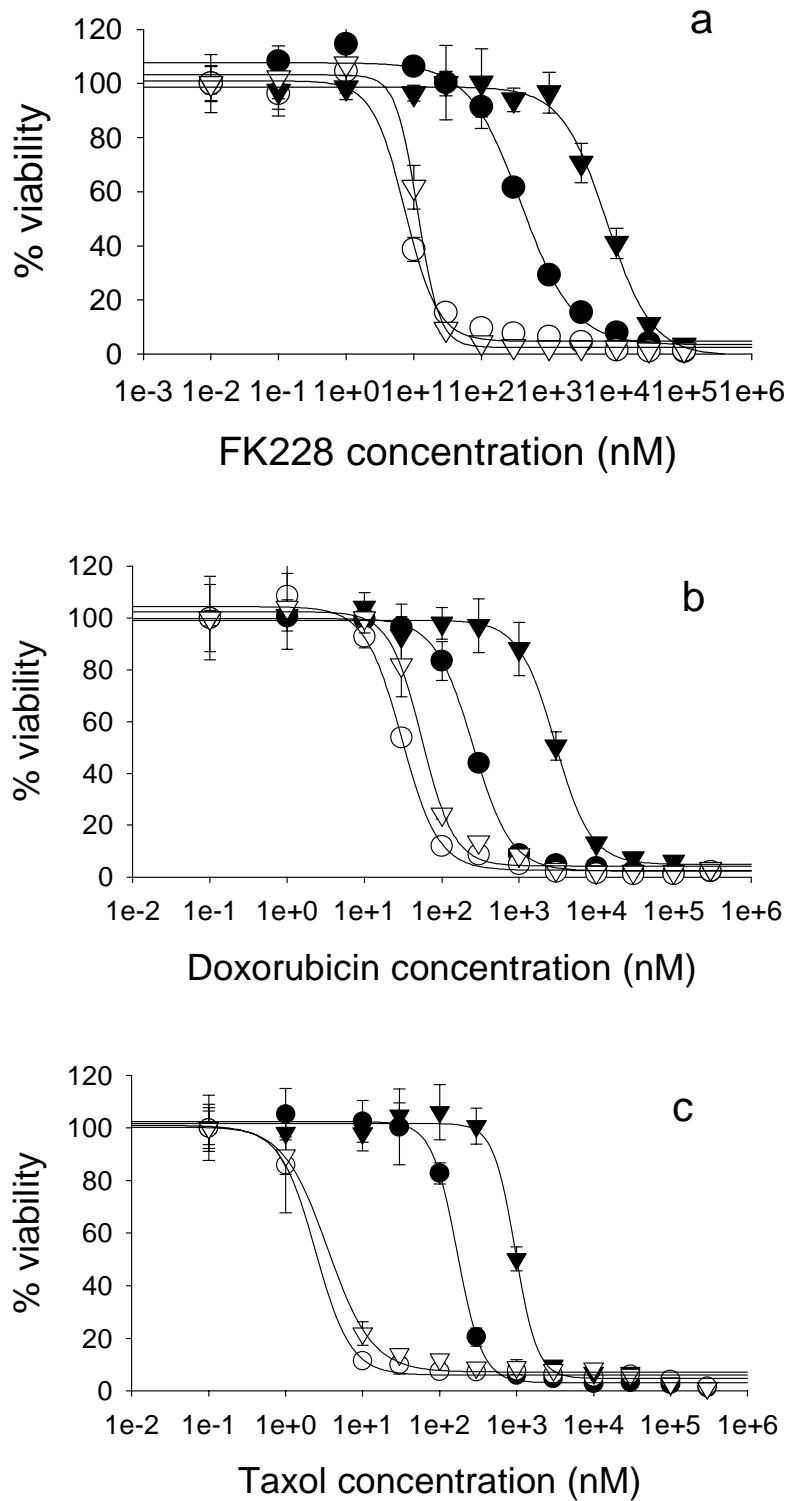 a
120
100
80
60
40
20
0
% viability
1e-3 1e-2 1e-1 1e+01e+11e+21e+31e+41e+51e+6
FK228 concentration (nM)
b
120
100
80
60
40
20
0
% viability
1e-2 1e-1 1e+0 1e+1 1e+2 1e+3 1e+4 1e+5 1e+6
Doxorubicin concentration (nM)
c
120
100
80
60
40
20
0
% viability
1e-2 1e-1 1e+0 1e+1 1e+2 1e+3 1e+4 1e+5 1e+6
Taxol concentration (nM)